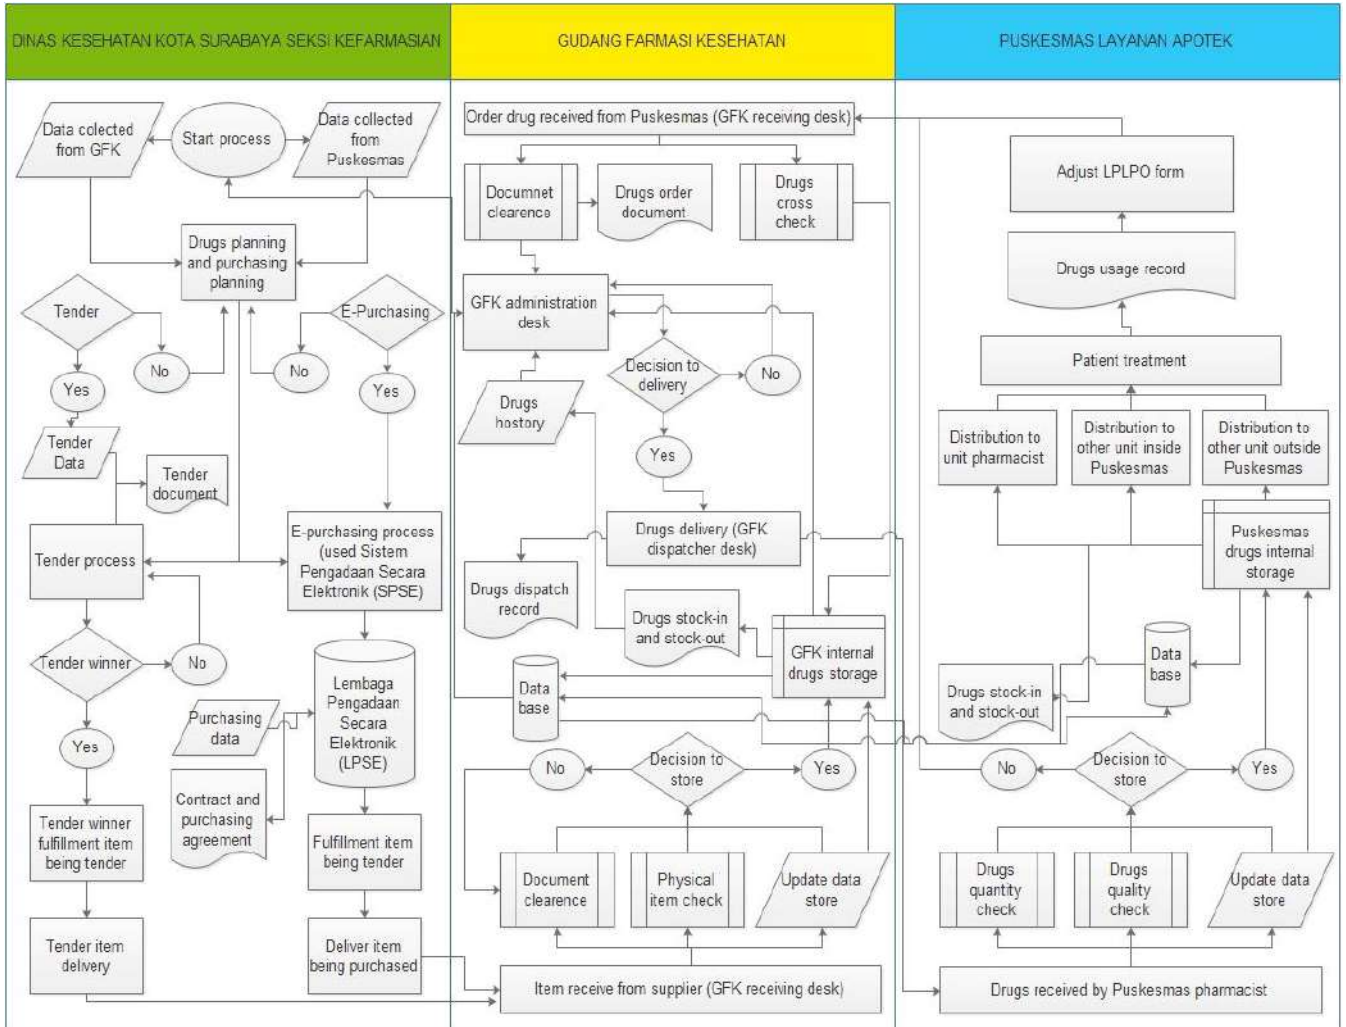 DINAS KESEHATAN KOTA SURABAYA SEKSI KEFARMASIAN
GUDANG FARMASI KESEHATAN
PUSKESMAS LAYANAN APOTEK
Data colected
from GFK
Start process
Data collected
from
Puskesmas
Drugs planning
and purchasing
planning
Tender
No
Yes
E-Purchasing
No
Yes
Tender
Data
Tender
document
Tender process
E-purchasing process
(used Sistem
Pengadaan Secara
Elektronik (SPSE)
Tender winner
No
Yes
Lembaga
Pengadaan
Secara
Elektronik
(LPSE)
Purchasing
data
Contract and
purchasing
agreement
Tender winner
fulfillment item
being tender
Fulfillment item
being tender
Tender item
delivery
Deliver item
being purchased
Order drug received from Puskesmas (GFK receiving desk)
Documnet
clearence
Drugs order
document
Drugs
cross
check
GFK administration
desk
Decision to
delivery
No
Yes
Drugs
hostory
Drugs delivery (GFK
dispatcher desk)
Drugs dispatch
record
Drugs stock-in
and stock-out
GFK internal
drugs storage
Data
base
No
Decision to
store
Yes
Document
clearence
Physical
item check
Update data
store
Item receive from supplier (GFK receiving desk)
Adjust LPLPO form
Drugs usage record
Patient treatment
Distribution to
unit pharmacist
Distribution to
other unit inside
Puskesmas
Distribution to
other unit outside
Puskesmas
Puskesmas
drugs internal
storage
Data
base
Drugs stock-in
and stock-out
No
Decision to
store
Yes
Drugs
quantity
check
Drugs
quality
check
Update data
store
Drugs received by Puskesmas pharmacist